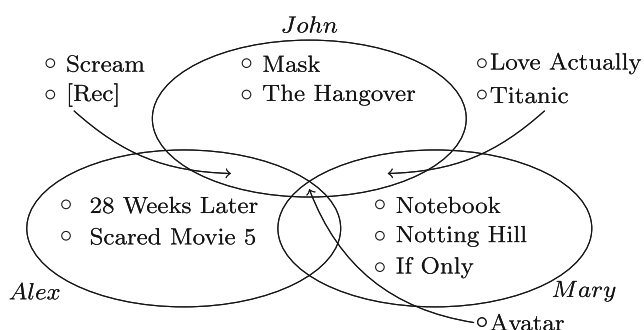 John
○ Scream
○ [Rec]
○ Mask
○ The Hangover
○ Love Actually
○ Titanic
○ 28 Weeks Later
○ Scared Movie 5
○ Notebook
○ Notting Hill
○ If Only
Alex
Mary
○ Avatar